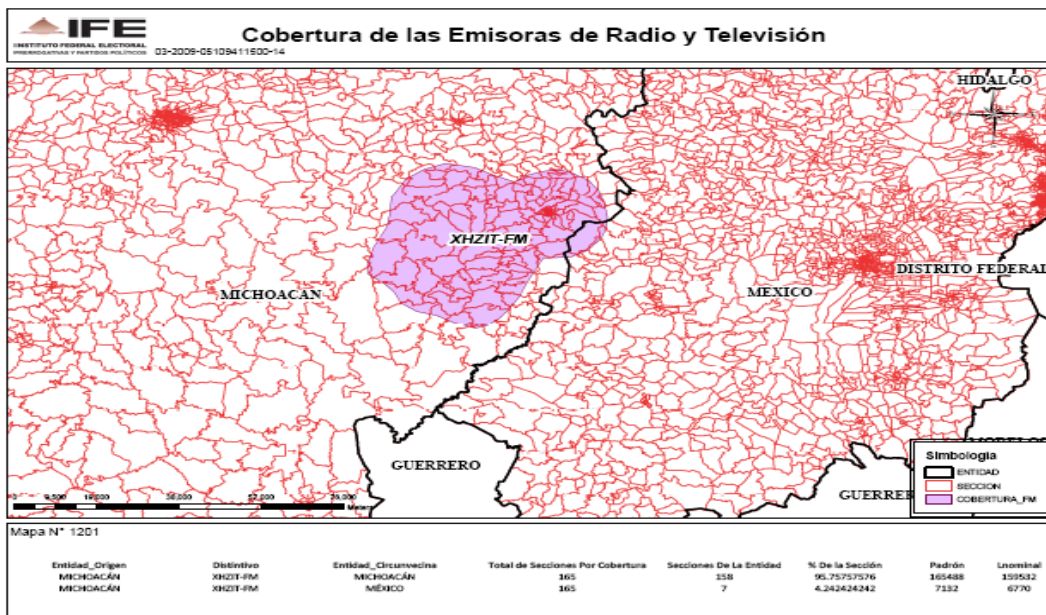 IFE
INSTITUTO FEDERAL ELECTORAL
PRERROGATIVAS Y PARTIDOS POLÍTICOS
03-2009-05109411500-14
Cobertura de las Emisoras de Radio y Televisión
HIDALGO
XHZIT-FM
DISTRITO FEDERAL
MICHOACAN
MEXICO
GUERRERO
Simbologia
ENTIDAD
SECCION
COBERTURA_FM
Mapa N° 1201
Entidad_Origen Distintivo Entidad_Circunvecina Total de Secciones Por Cobertura Secciones De La Entidad % De la Sección Padrón Lnominal
MICHOACÁN XHZIT-FM MICHOACÁN 165 158 95.75757576 165488 159532
MICHOACÁN XHZIT-FM MÉXICO 165 7 4.242424242 7132 6770